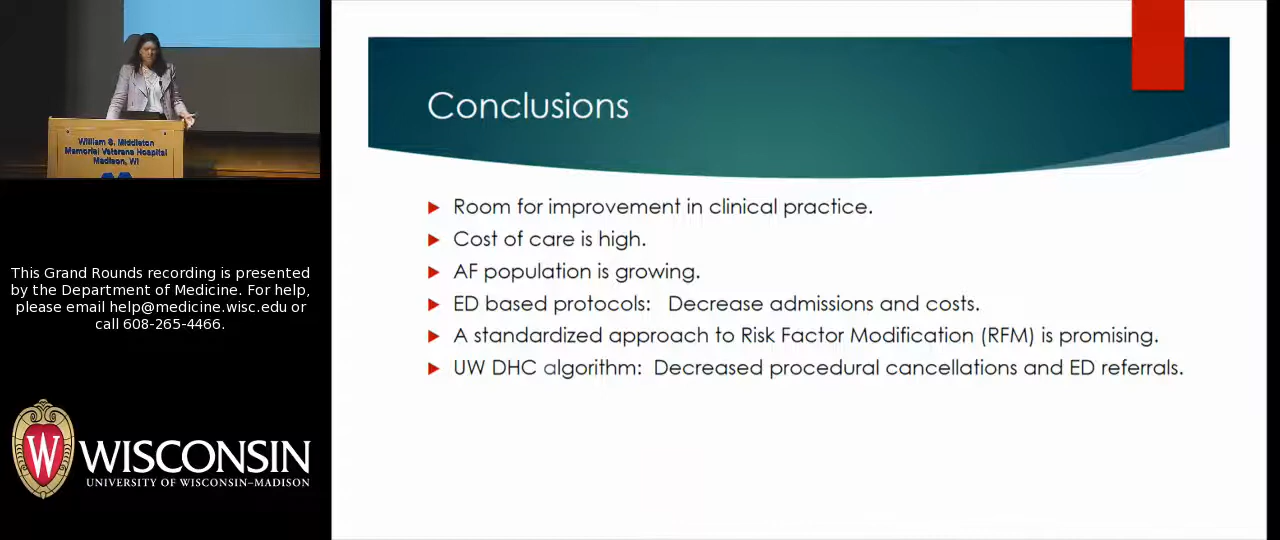 William S. Middleton
Memorial Veterans Hospital
Madison, WI
This Grand Rounds recording is presented
by the Department of Medicine. For help,
please email help@medicine.wisc.edu or
call 608-265-4466.
W WISCONSIN
UNIVERSITY OF WISCONSIN–MADISON
Conclusions
Room for improvement in clinical practice.
Cost of care is high.
AF population is growing.
ED based protocols: Decrease admissions and costs.
A standardized approach to Risk Factor Modification (RFM) is promising.
UW DHC algorithm: Decreased procedural cancellations and ED referrals.